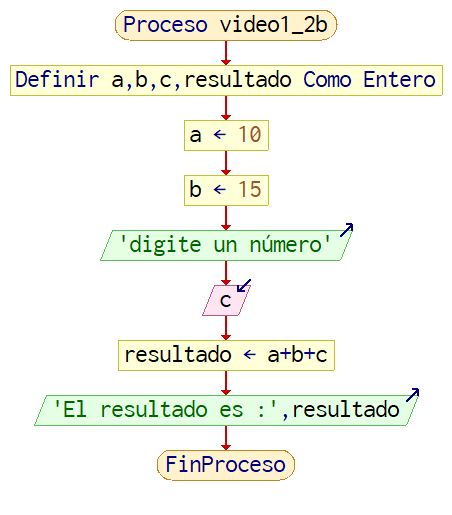 Proceso video1_2b
Definir a,b,c,resultado Como Entero
a ← 10
b ← 15
'digite un número'
c
resultado ← a+b+c
'El resultado es :',resultado
FinProceso